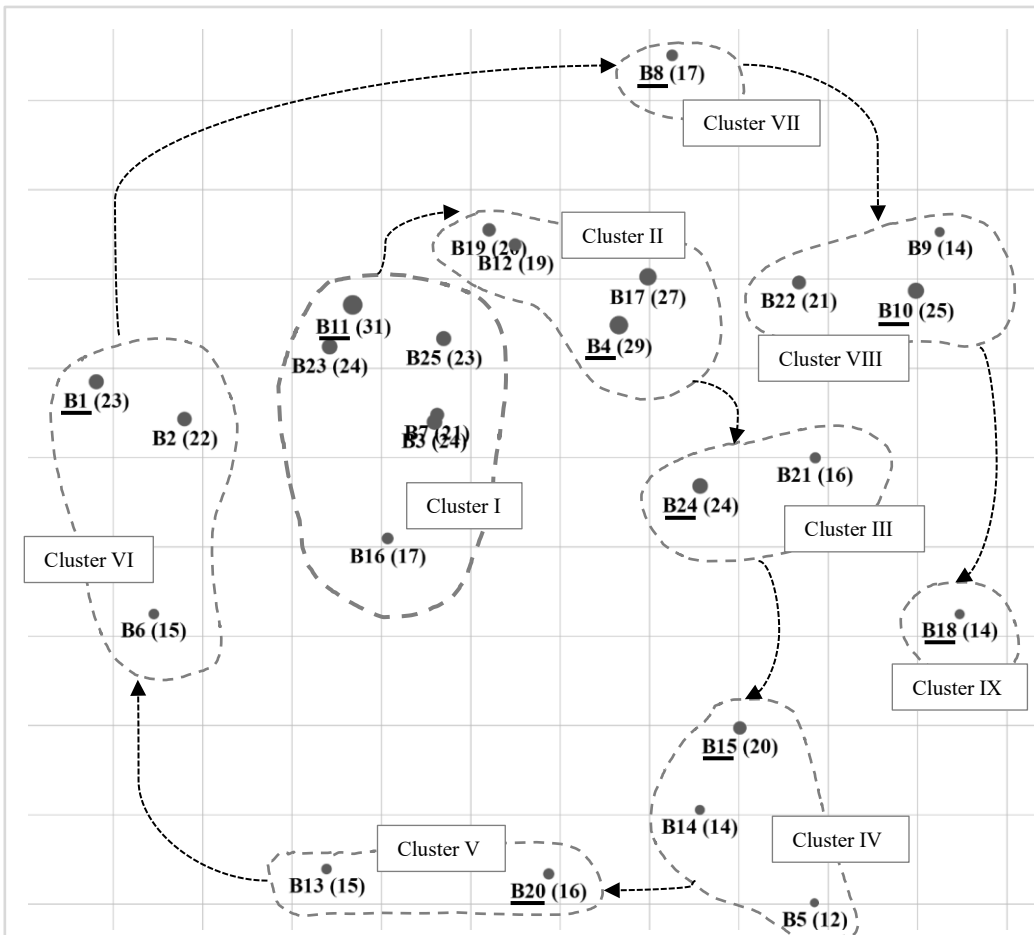 B8 (17)
Cluster VII
B19 (20)
B12 (19)
Cluster II
B9 (14)
B17 (27)
B22 (21)
B10 (25)
B11 (31)
B4 (29)
B23 (24)
B25 (23)
Cluster VIII
B1 (23)
B2 (22)
B7 (21)
B3 (24)
B21 (16)
B24 (24)
Cluster I
Cluster III
B16 (17)
Cluster VI
B6 (15)
B18 (14)
Cluster IX
B15 (20)
B14 (14)
Cluster IV
Cluster V
B13 (15)
B20 (16)
B5 (12)